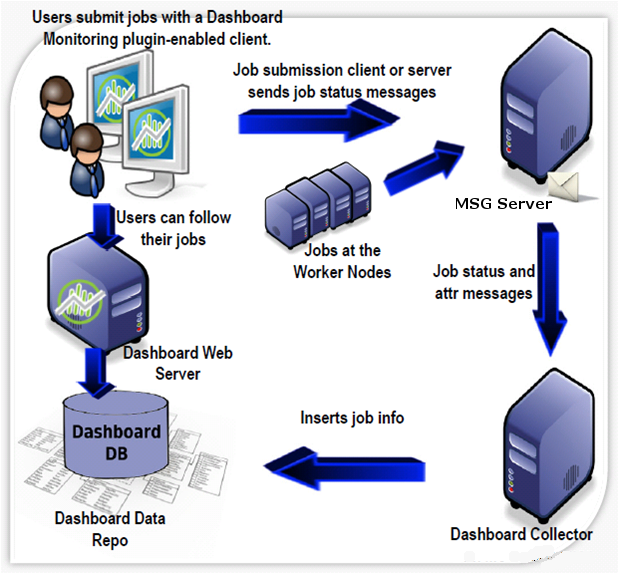 Users submit jobs with a Dashboard
Monitoring plugin-enabled client.
Job submission client or server
sends job status messages
MSG Server
Users can follow
their jobs
Jobs at the
Worker Nodes
Job status and
attr messages
Dashboard Web
Server
Dashboard
DB
Inserts job info
Dashboard Data
Repo
Dashboard Collector